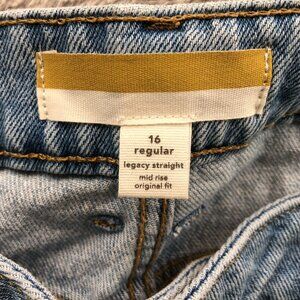 16
regular
legacy straight
mid rise
original fit